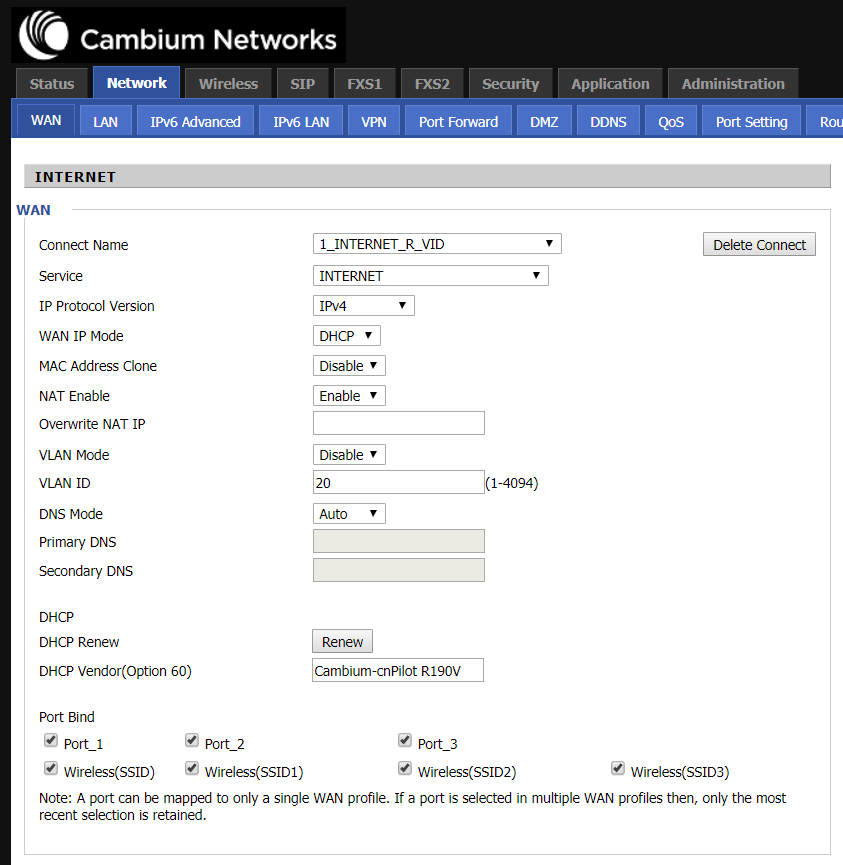 Cambium Networks
Status Network Wireless SIP FXS1 FXS2 Security Application Administration
WAN LAN IPv6 Advanced IPv6 LAN VPN Port Forward DMZ DDNS QoS Port Setting Rou
INTERNET
WAN
Connect Name 1_INTERNET_R_VID Delete Connect
Service INTERNET
IP Protocol Version IPv4
WAN IP Mode DHCP
MAC Address Clone Disable
NAT Enable Enable
Overwrite NAT IP
VLAN Mode Disable
VLAN ID 20 (1-4094)
DNS Mode Auto
Primary DNS
Secondary DNS
DHCP
DHCP Renew Renew
DHCP Vendor(Option 60) Cambium-cnPilot R190V
Port Bind
Port_1 Port_2 Port_3
Wireless(SSID) Wireless(SSID1) Wireless(SSID2) Wireless(SSID3)
Note: A port can be mapped to only a single WAN profile. If a port is selected in multiple WAN profiles then, only the most
recent selection is retained.